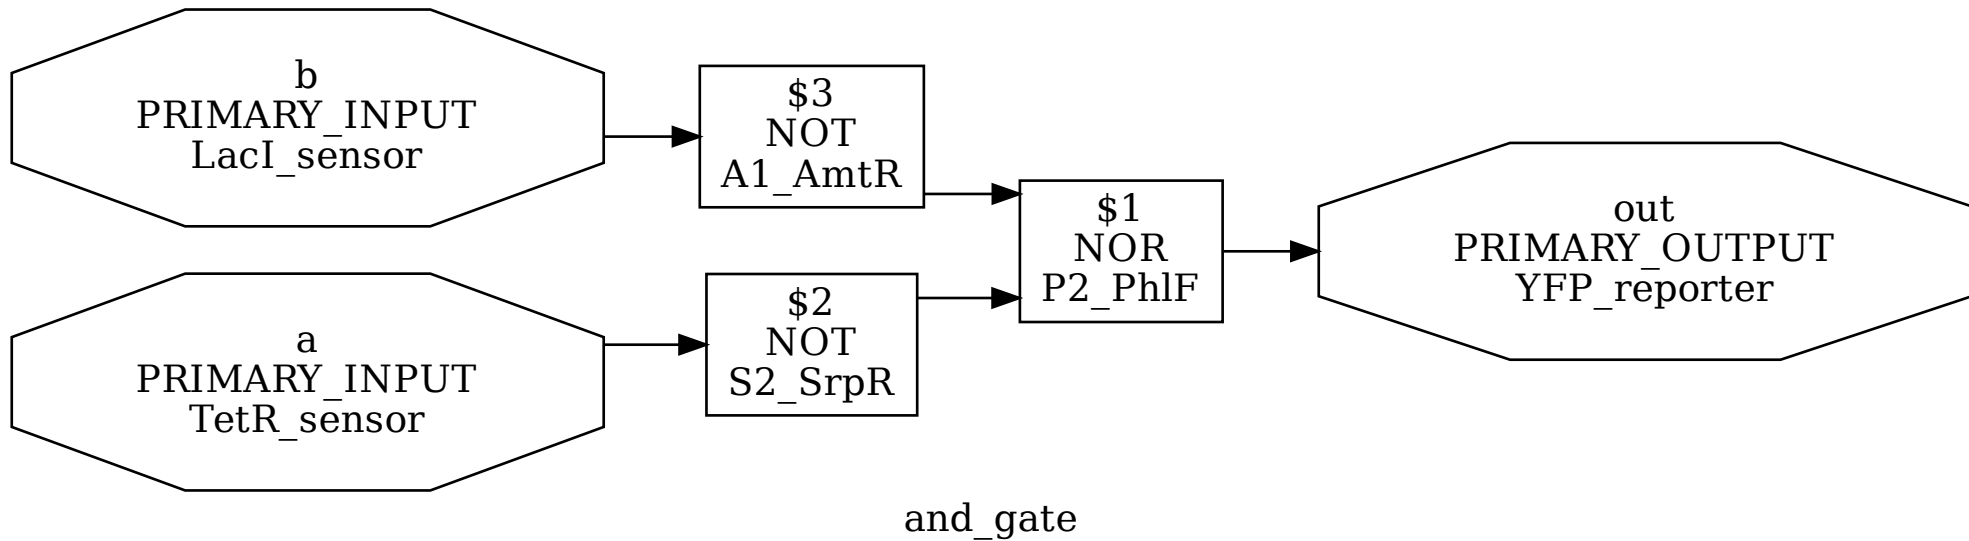 b
PRIMARY_INPUT
LacI_sensor
$3
NOT
A1_AmtR
a
PRIMARY_INPUT
TetR_sensor
$2
NOT
S2_SrpR
$1
NOR
P2_PhlF
out
PRIMARY_OUTPUT
YFP_reporter
and_gate